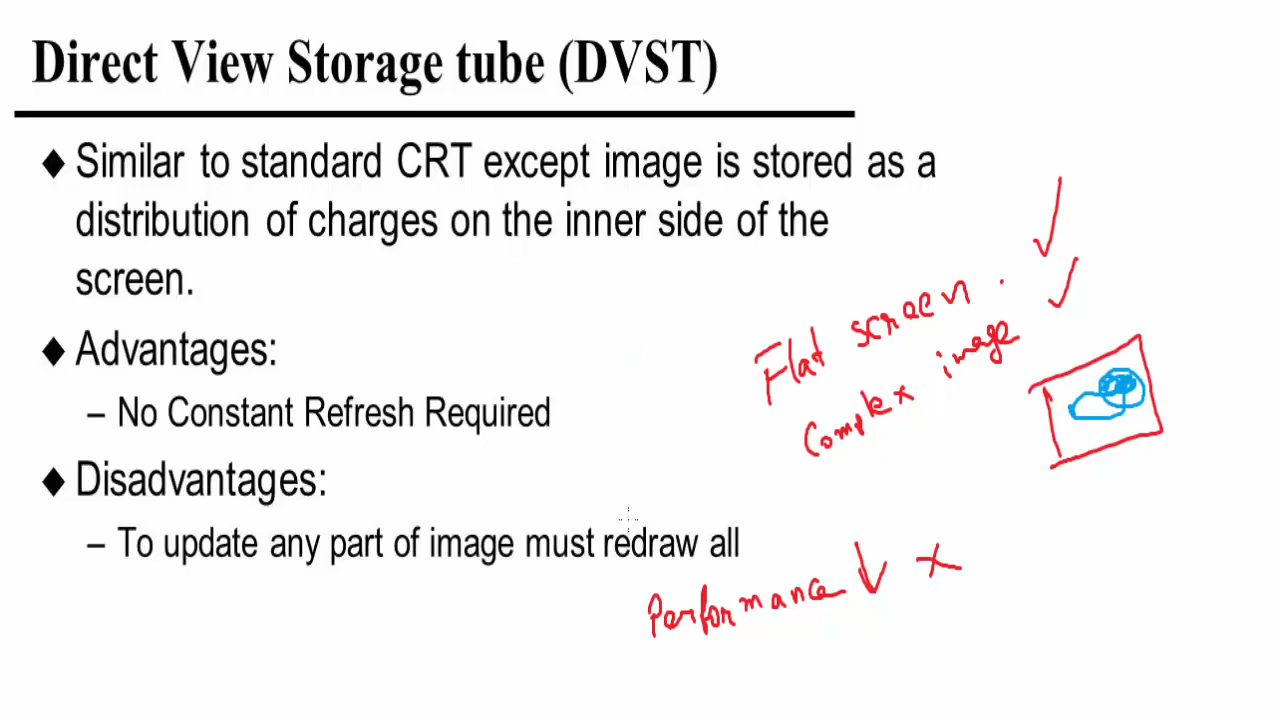 Direct View Storage tube (DVST)
♦ Similar to standard CRT except image is stored as a
distribution of charges on the inner side of the
screen.
♦ Advantages:
– No Constant Refresh Required
♦ Disadvantages:
– To update any part of image must redraw all
Flat screen.
Complex image
Performance ↓ ×